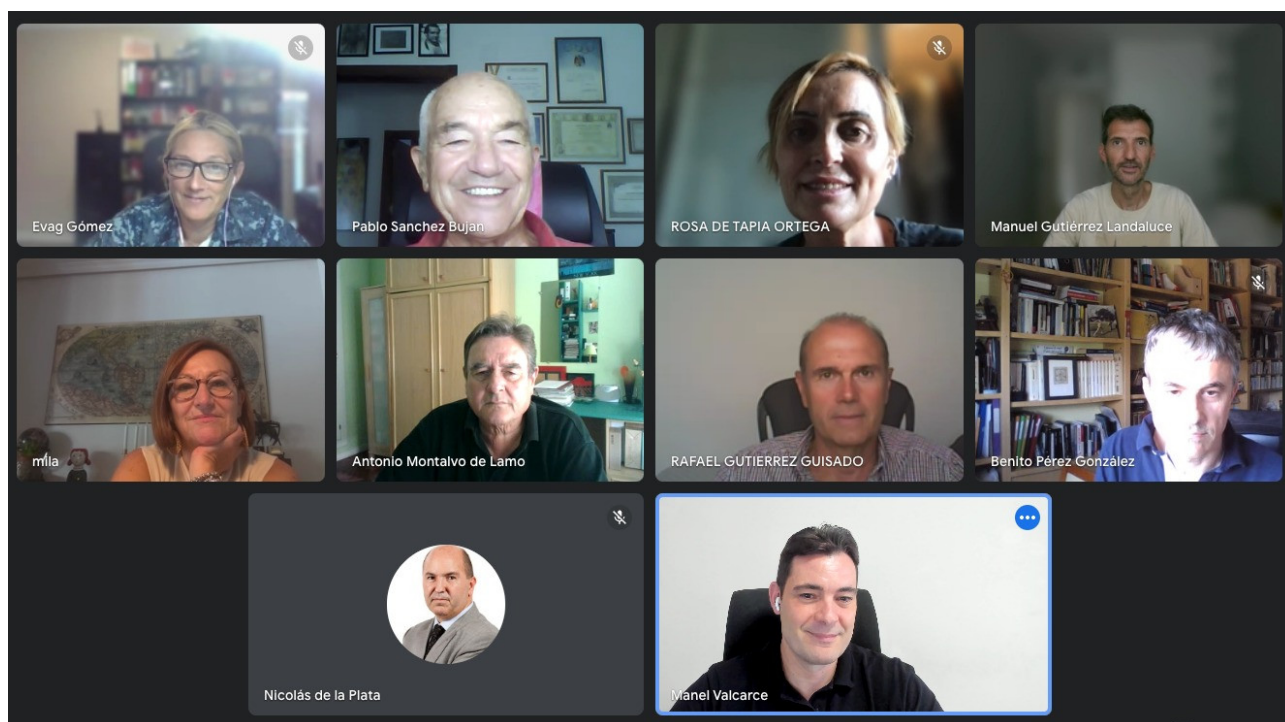 Evag Gómez
Pablo Sanchez Bujan
ROSA DE TAPIA ORTEGA
Manuel Gutiérrez Landaluce
mila
Antonio Montalvo de Lamo
RAFAEL GUTIERREZ GUISADO
Benito Pérez González
Nicolás de la Plata
Manel Valcarce